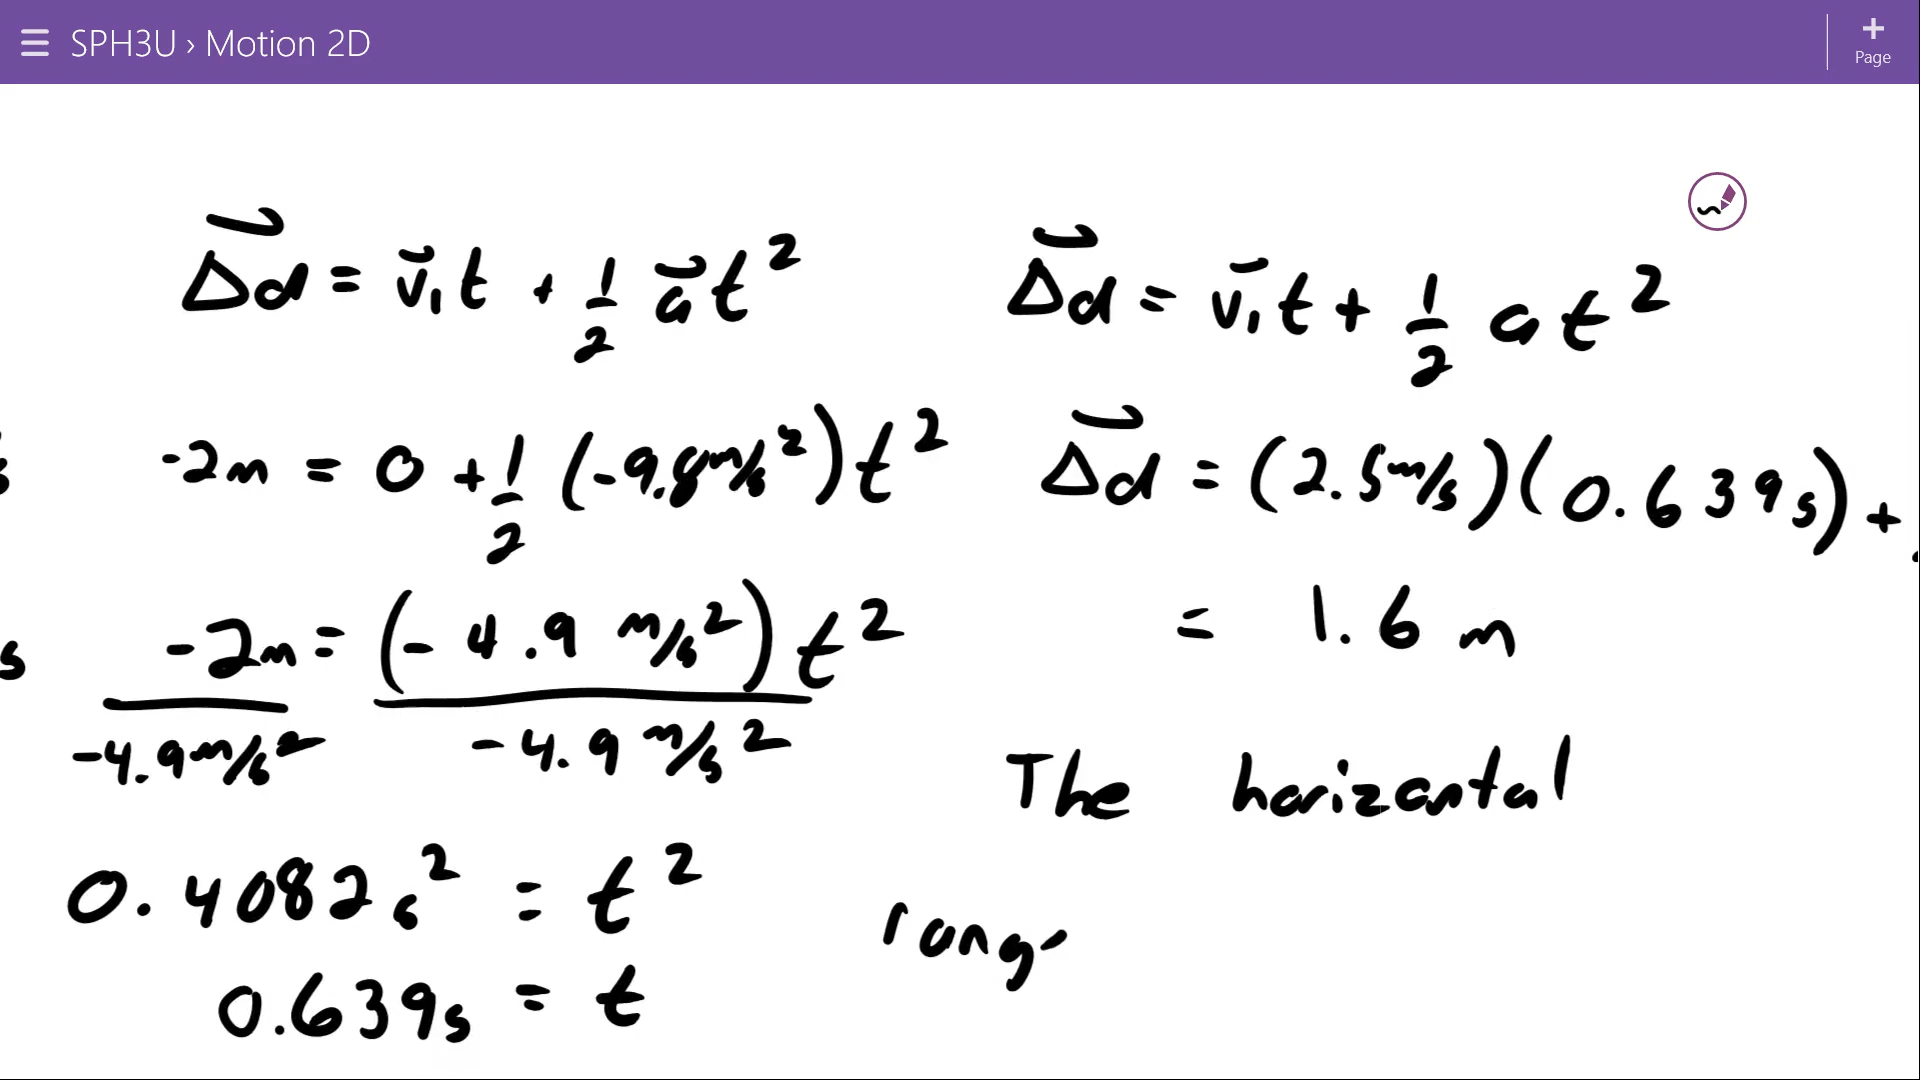 SPH3U › Motion 2D
+ Page
Δd = v₁t + 1/2 at²
-2m = 0 + 1/2 (-9.8m/s²)t²
-2m = (-4.9 m/s²)t²
-4.9m/s² -4.9 m/s²
0.4082s² = t²
0.639s = t
Δd = v₁t + 1/2 at²
Δd = (2.5m/s)(0.639s) +
= 1.6 m
The horizontal
rang